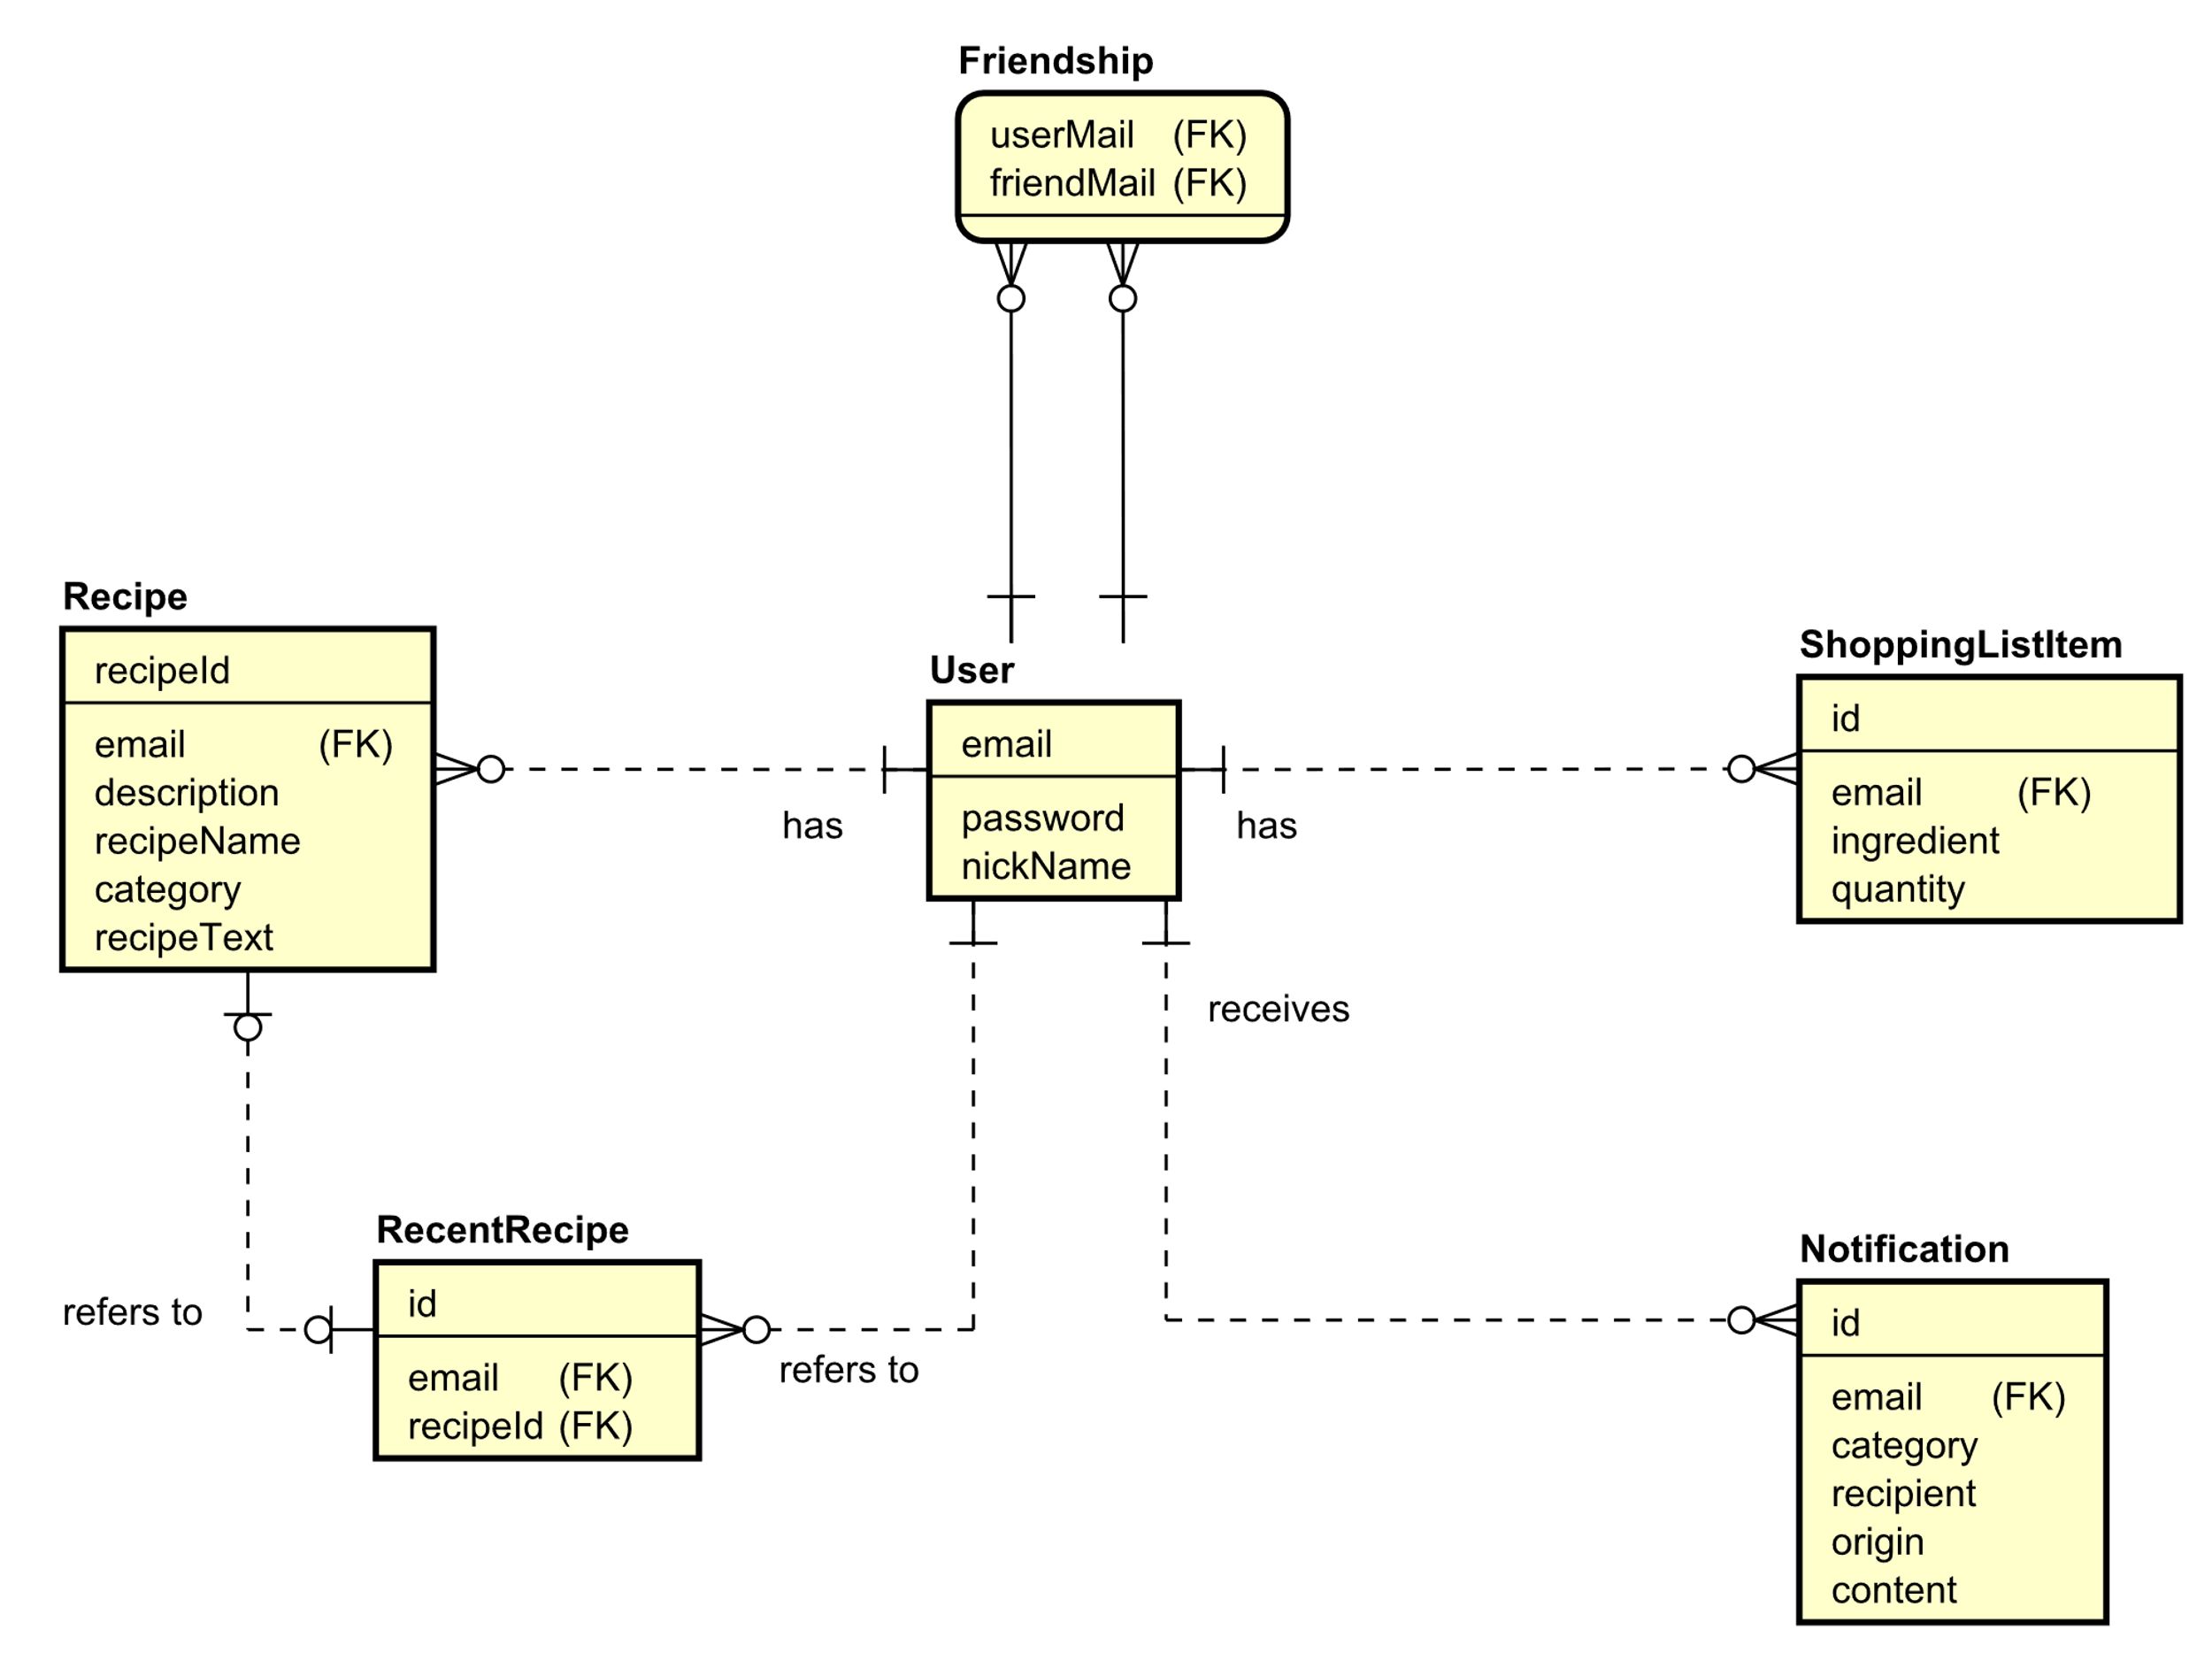 Friendship
userMail (FK)
friendMail (FK)
Recipe
recipeId
email (FK)
description
recipeName
category
recipeText
has
User
email
password
nickName
has
ShoppingListItem
id
email (FK)
ingredient
quantity
receives
refers to
RecentRecipe
id
email (FK)
recipeId (FK)
refers to
Notification
id
email (FK)
category
recipient
origin
content